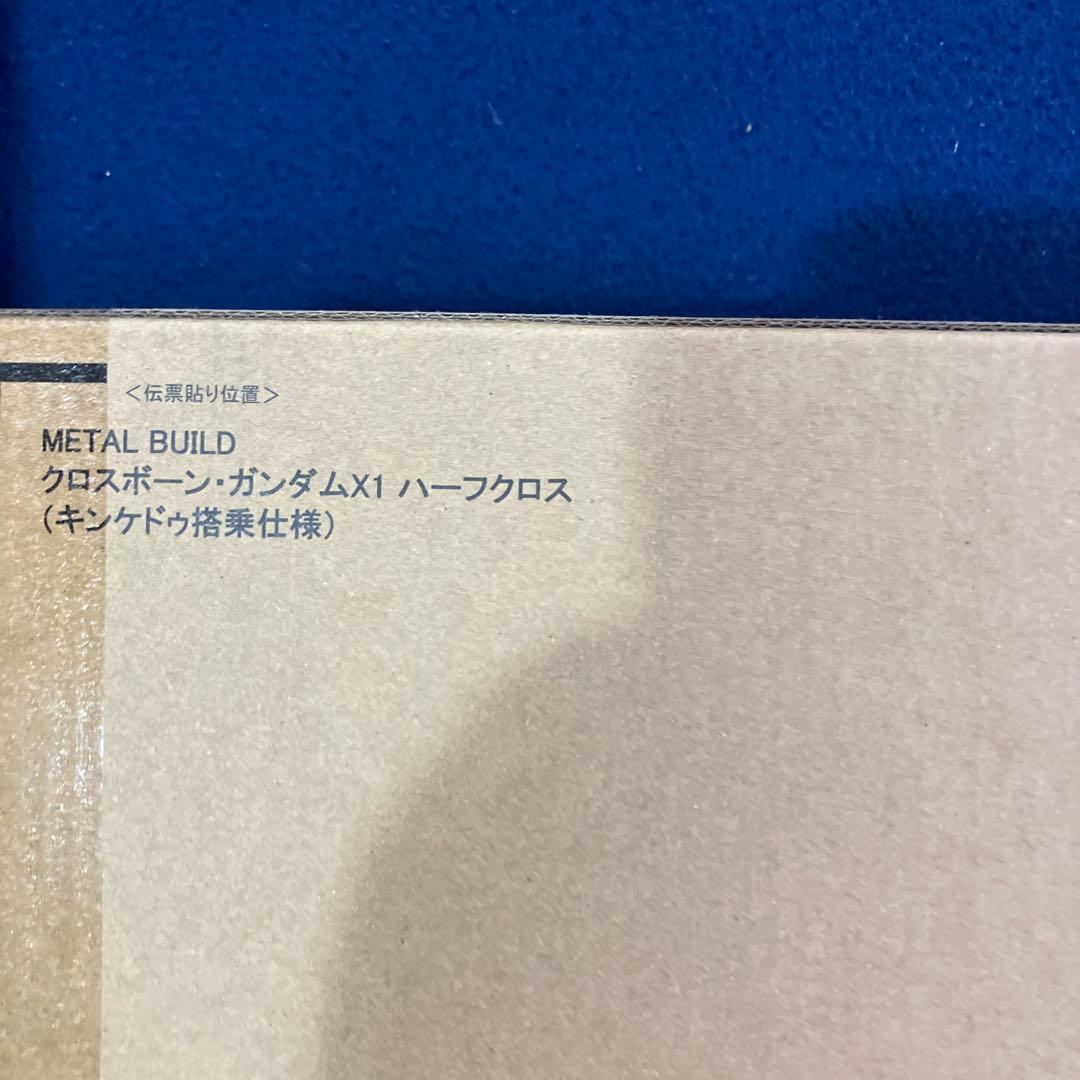 ＜伝票貼り位置＞
METAL BUILD
クロスボーン・ガンダムX1 ハーフクロス
(キンケドゥ搭乗仕様)